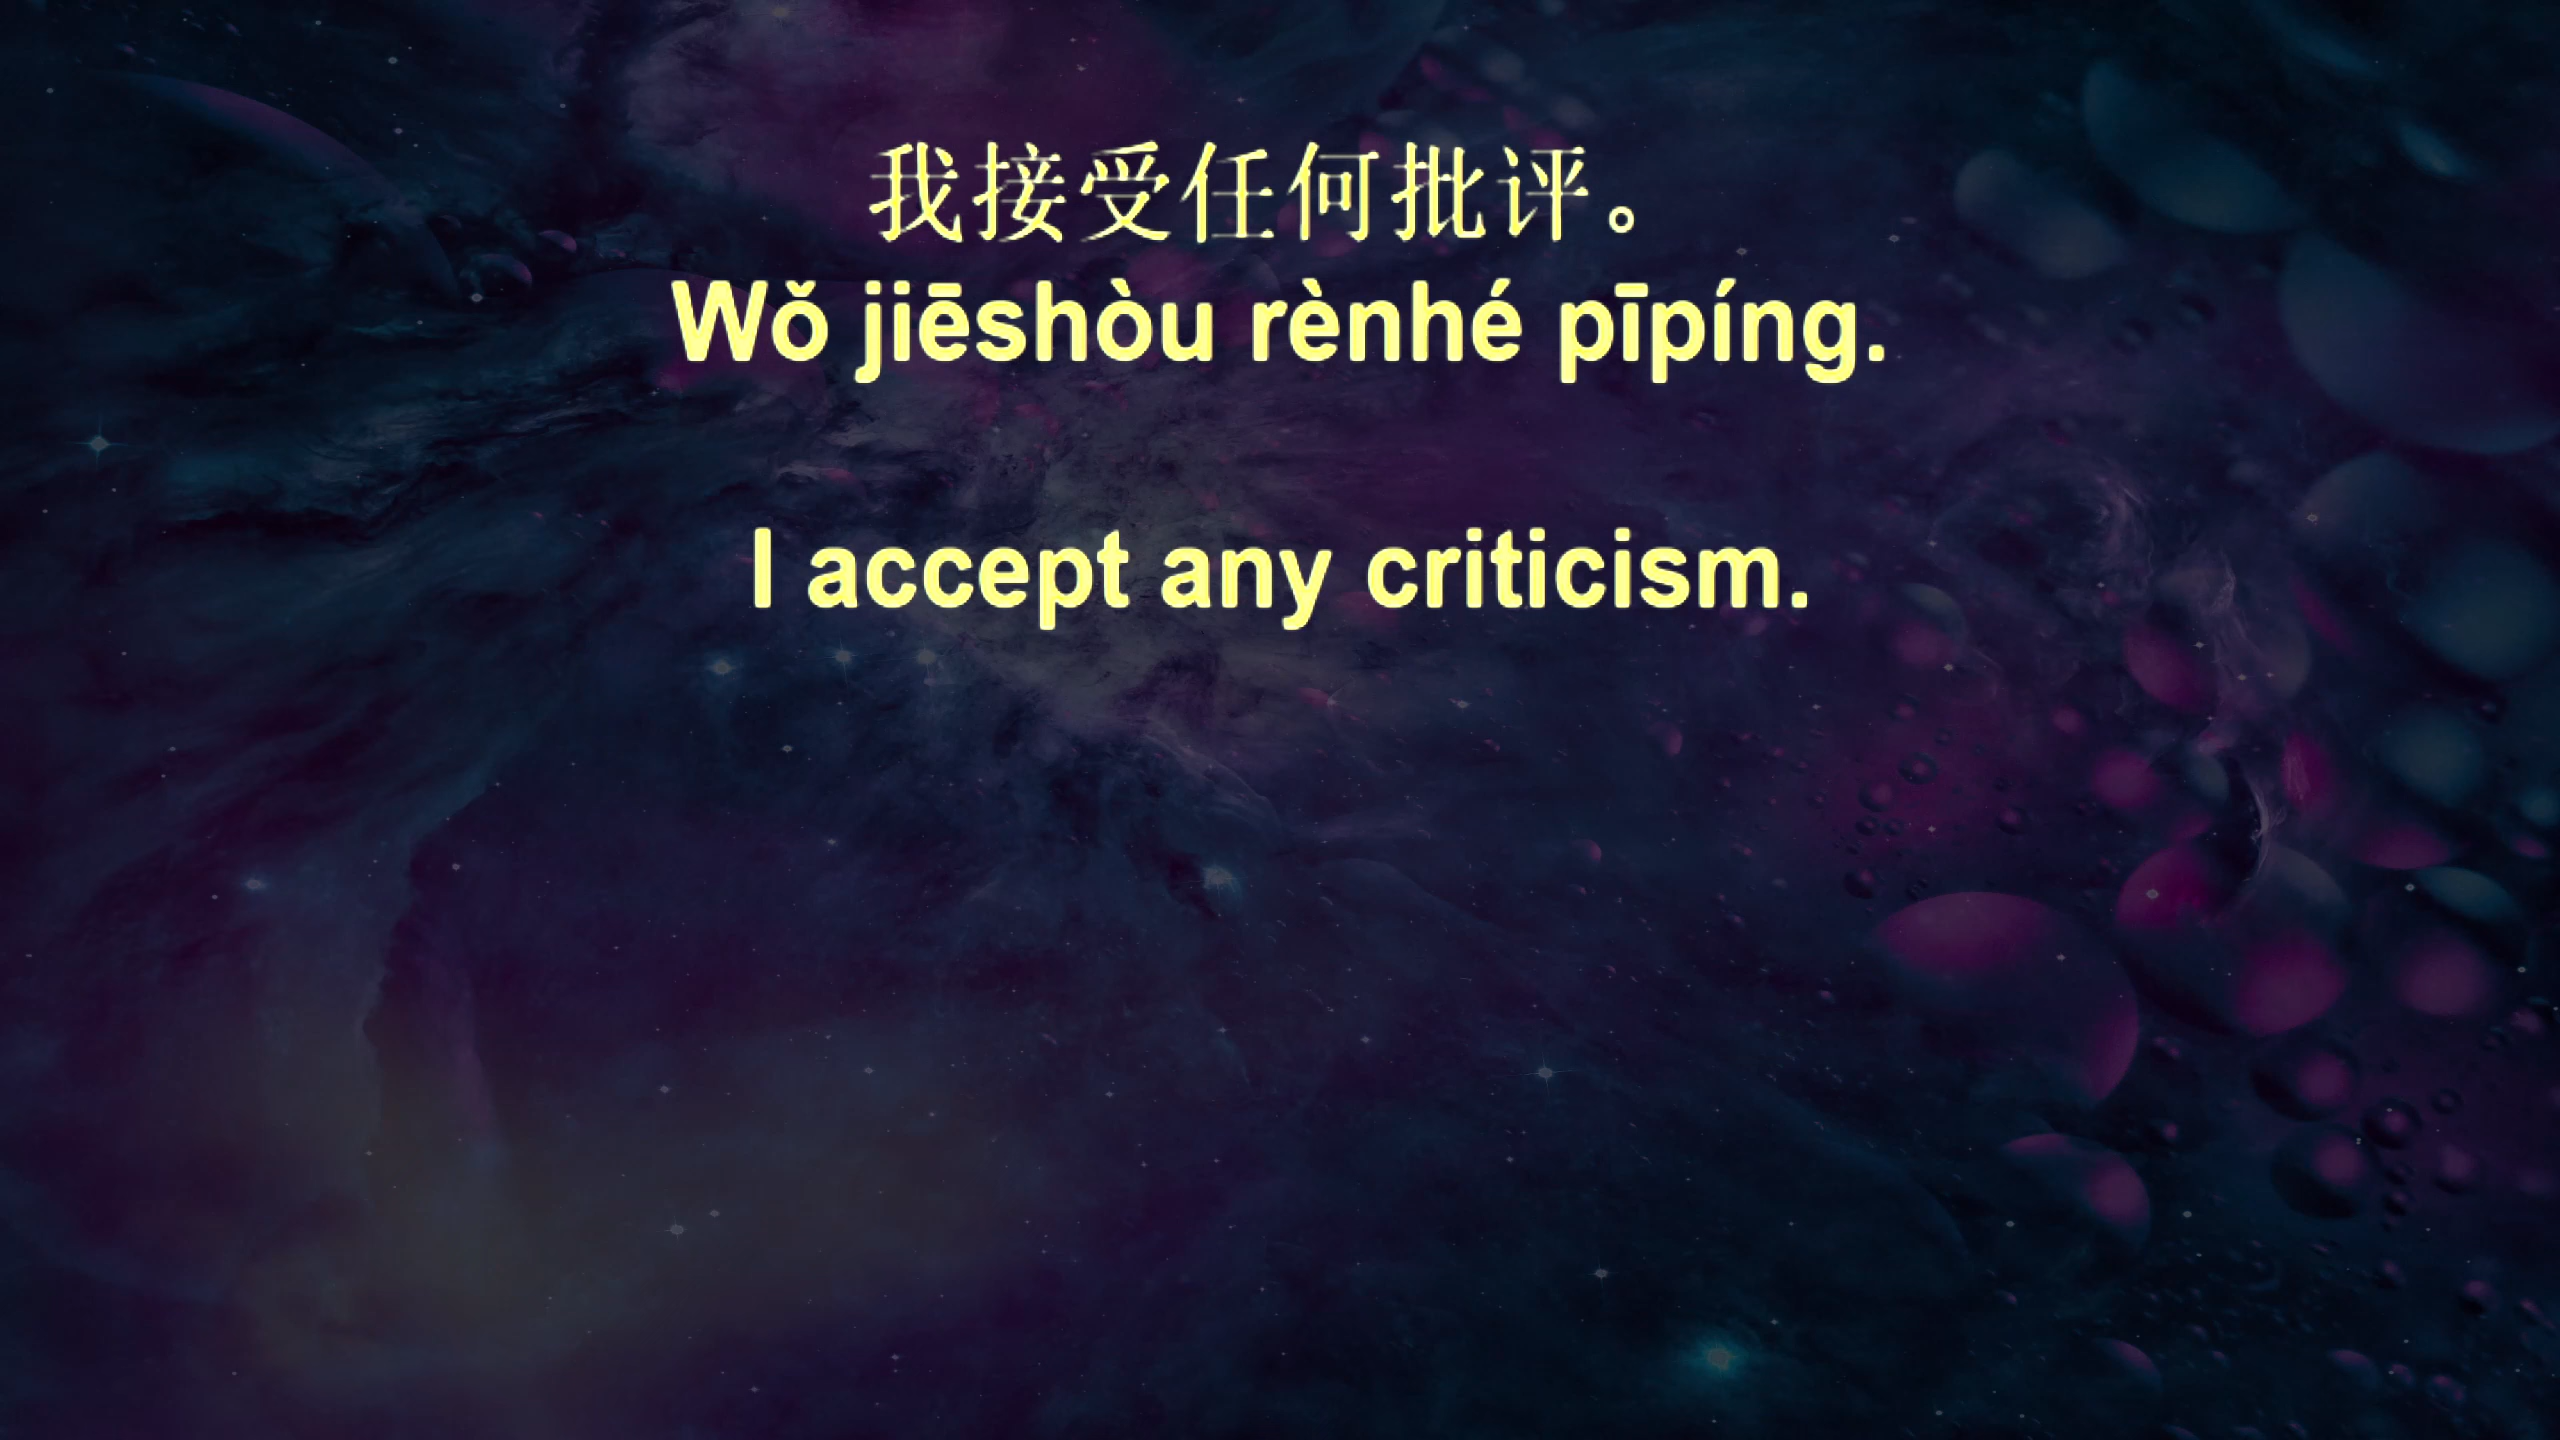 我接受任何批评。
Wǒ jiēshòu rènhé pīpíng.
I accept any criticism.